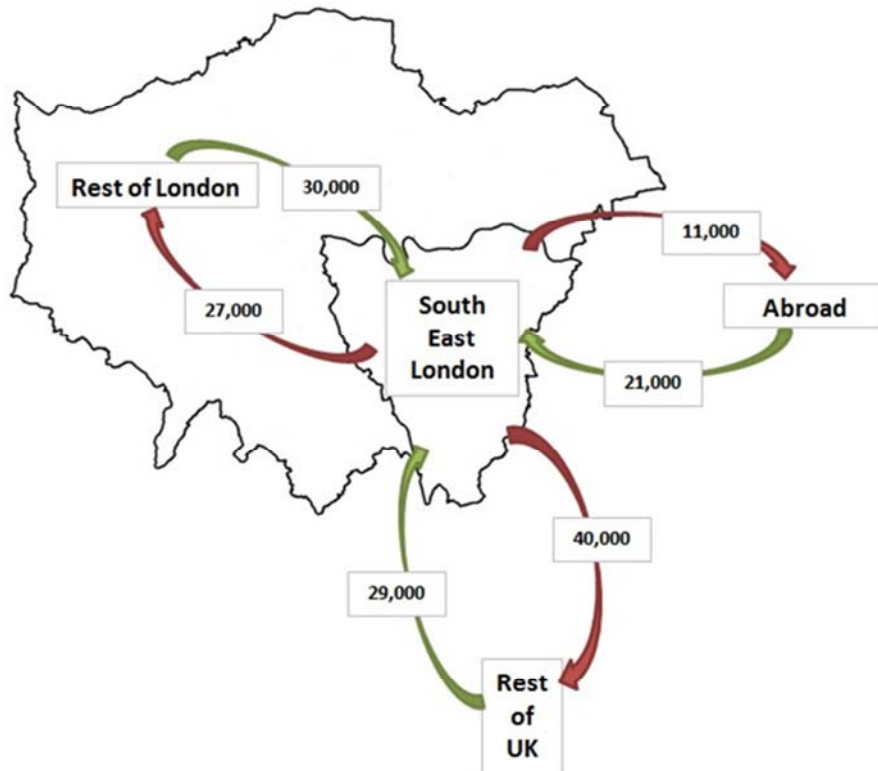 Rest of London
30,000
11,000
27,000
South
East
London
Abroad
21,000
40,000
29,000
Rest
of
UK